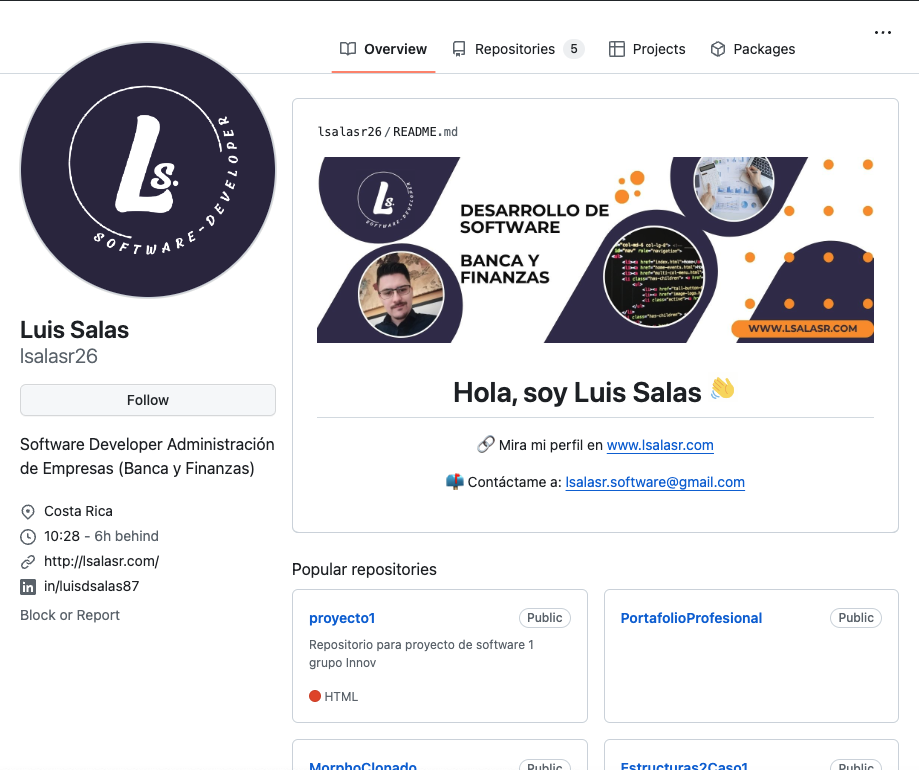 Overview
Repositories 5
Projects
Packages
Ls.
SOFTWARE-DEVELOPER
Luis Salas
lsalasr26
Follow
Software Developer Administración
de Empresas (Banca y Finanzas)
Costa Rica
10:28 - 6h behind
http://lsalasr.com/
in/luisdsalas87
Block or Report
lsalasr26/README.md
Ls.
SOFTWARE-DEVELOPER
DESARROLLO DE
SOFTWARE
BANCA Y
FINANZAS
WWW.LSALASR.COM
Hola, soy Luis Salas 👋
🔗 Mira mi perfil en www.lsalasr.com
📬 Contáctame a: lsalasr.software@gmail.com
Popular repositories
proyecto1
Public
Repositorio para proyecto de software 1
grupo Innov
HTML
PortafolioProfesional
Public
MorphoClonado
Public
Estructuras2Caso1
Public